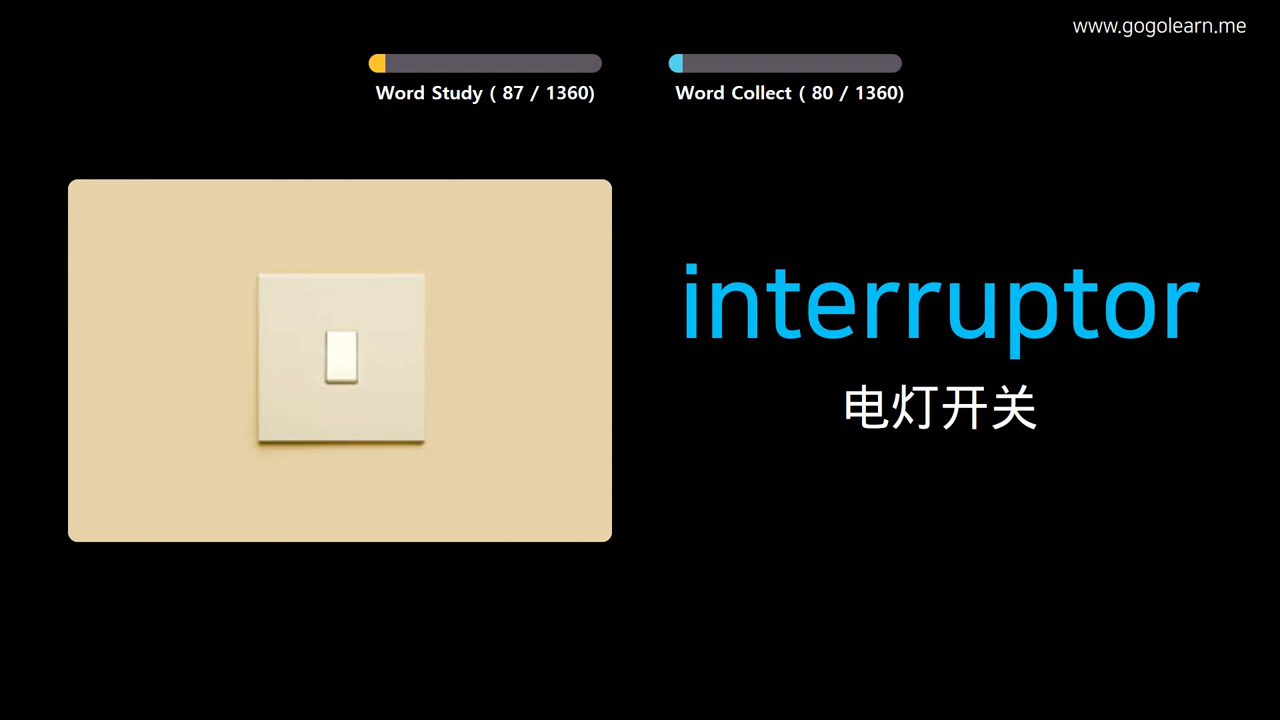 www.gogolearn.me
Word Study ( 87 / 1360)
Word Collect ( 80 / 1360)
interruptor
电灯开关